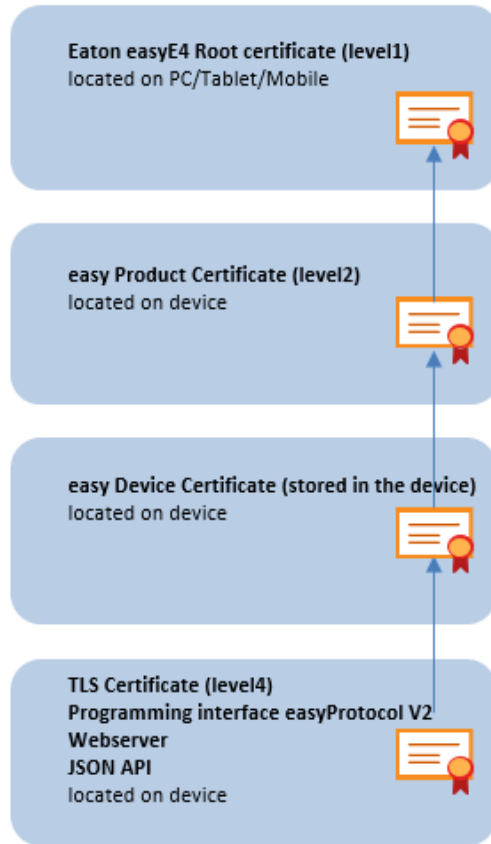 Eaton easyE4 Root certificate (level1)
located on PC/Tablet/Mobile
easy Product Certificate (level2)
located on device
easy Device Certificate (stored in the device)
located on device
TLS Certificate (level4)
Programming interface easyProtocol V2
Webserver
JSON API
located on device